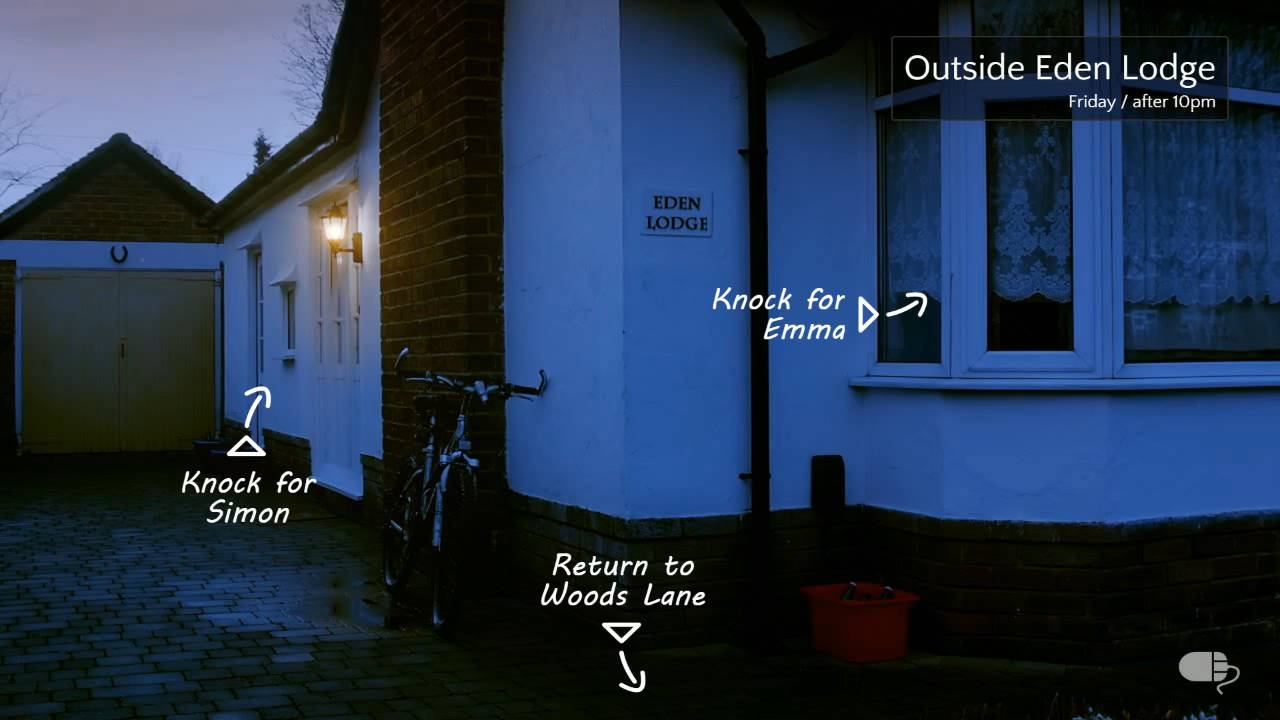 Outside Eden Lodge
Friday / after 10pm
EDEN
LODGE
Knock for
Emma
Knock for
Simon
Return to
Woods Lane